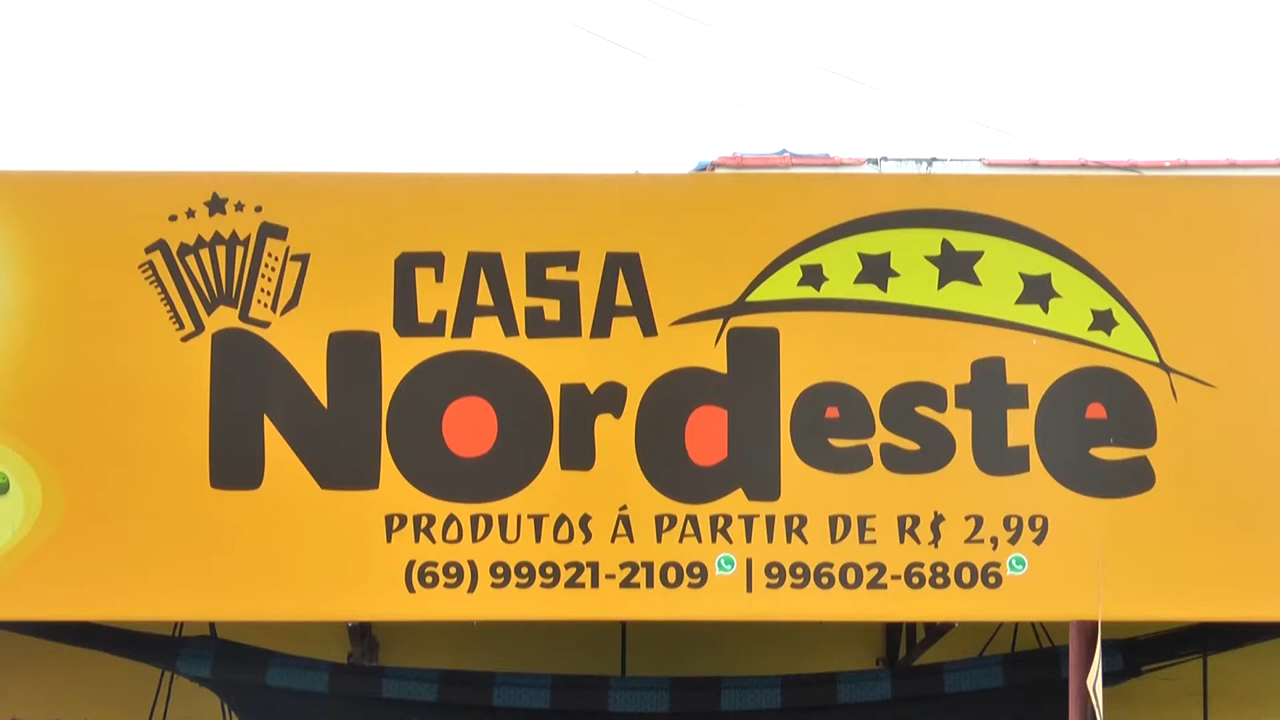 CASA
Nordeste
PRODUTOS Á PARTIR DE R$ 2,99
(69) 99921-2109 | 99602-6806